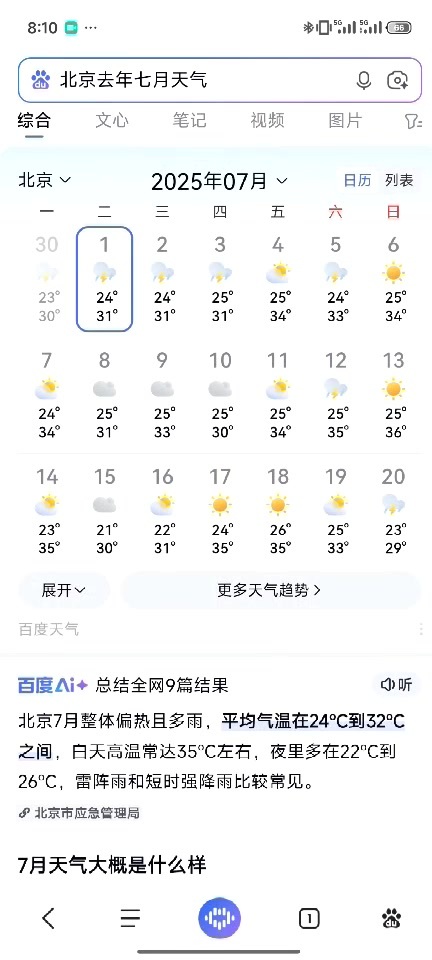 8:10 ··· 5G 5G 66
du 北京去年七月天气
综合 文心 笔记 视频 图片
北京 2025年07月 日历 列表
一 二 三 四 五 六 日
30 1 2 3 4 5 6
23° 24° 24° 25° 25° 24° 25°
30° 31° 31° 31° 34° 33° 34°
7 8 9 10 11 12 13
24° 25° 25° 25° 25° 25° 25°
34° 31° 33° 30° 34° 35° 36°
14 15 16 17 18 19 20
23° 21° 22° 24° 26° 25° 23°
35° 30° 31° 35° 35° 33° 29°
展开 更多天气趋势
百度天气
百度Ai+ 总结全网9篇结果 听
北京7月整体偏热且多雨，平均气温在24℃到32℃
之间，白天高温常达35℃左右，夜里多在22℃到
26℃，雷阵雨和短时强降雨比较常见。
北京市应急管理局
7月天气大概是什么样
1 du